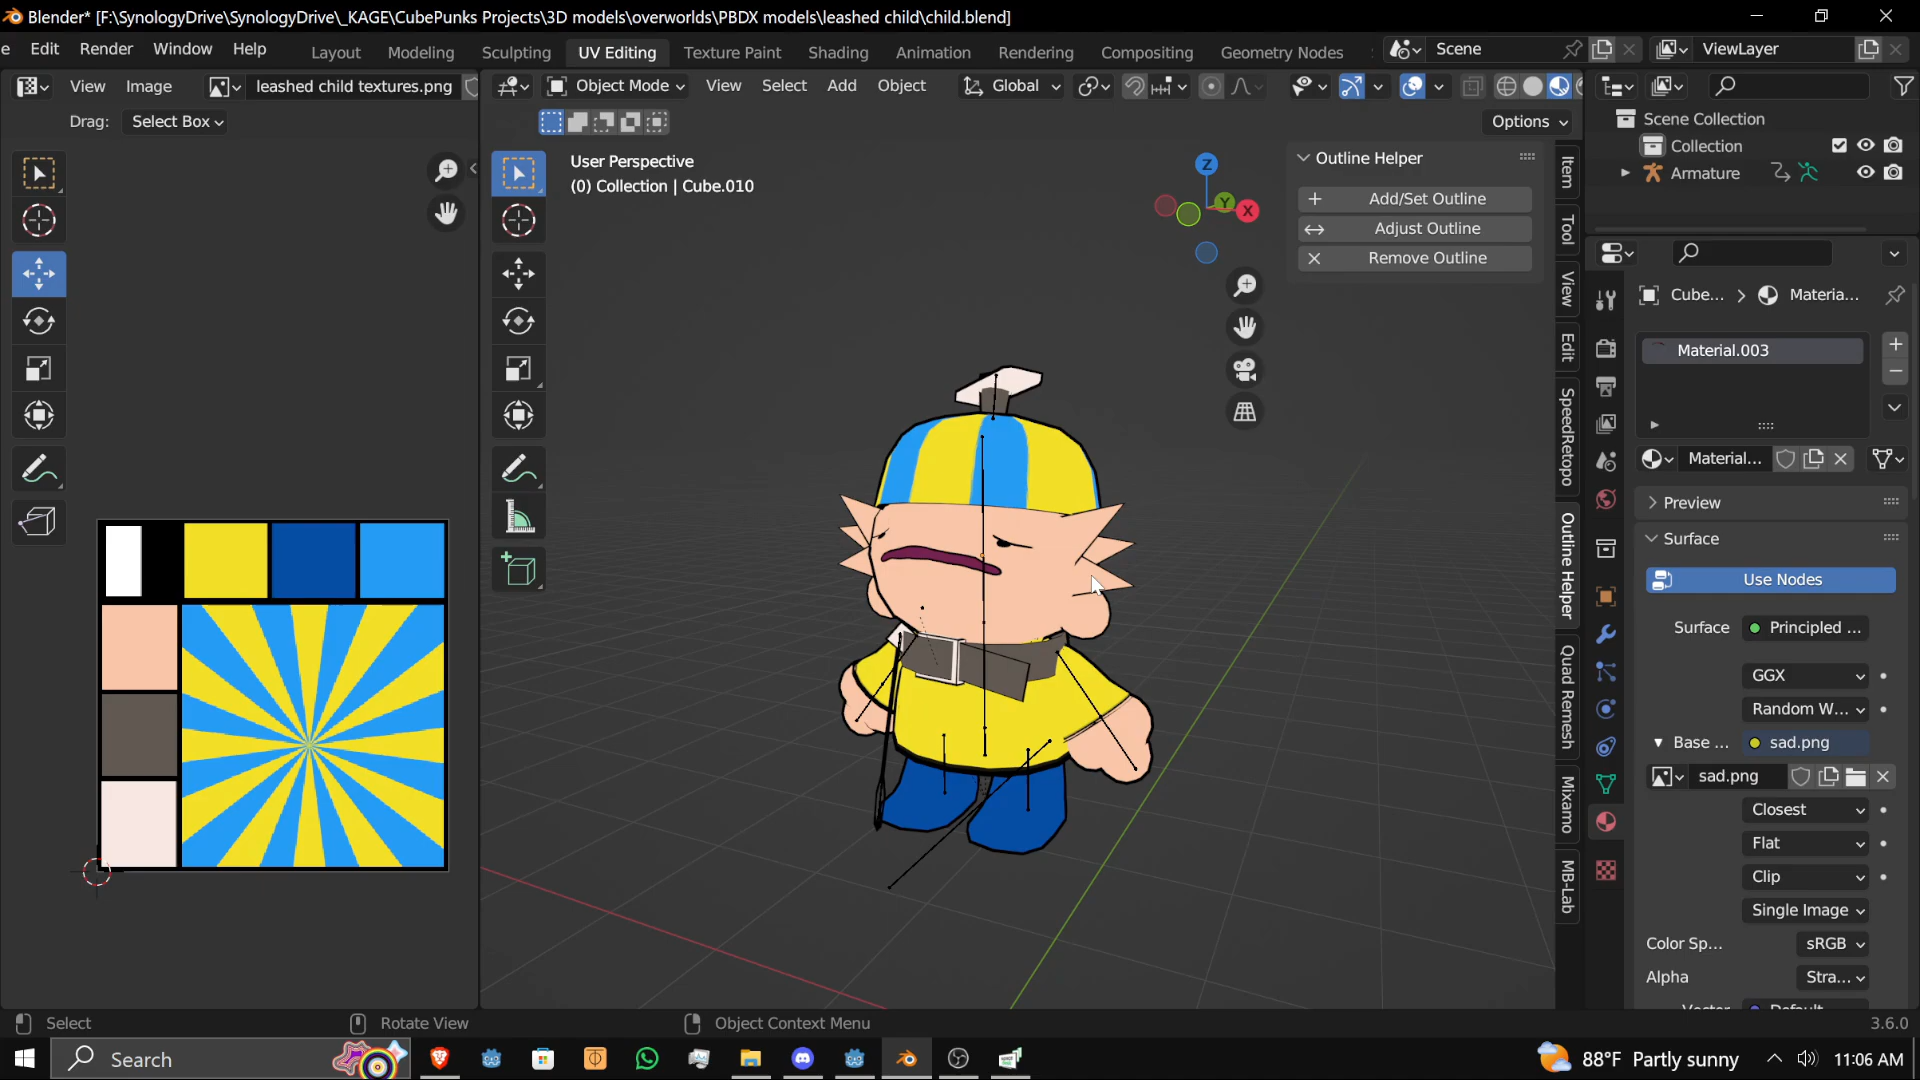 Blender* [F:\SynologyDrive\SynologyDrive\_KAGE\CubePunks Projects\3D models\overworlds\PBDX models\leashed child\child.blend]
e Edit Render Window Help Layout Modeling Sculpting UV Editing Texture Paint Shading Animation Rendering Compositing Geometry Nodes Scene ViewLayer
View Image leashed child textures.png Object Mode View Select Add Object Global
Drag: Select Box Options
Scene Collection
Collection
Armature
User Perspective
(0) Collection | Cube.010
Z
Y
X
Outline Helper
Add/Set Outline
Adjust Outline
Remove Outline
Item
Tool
View
Edit
SpeedRetopo
Outline Helper
Quad Remesh
Mixamo
MB-Lab
Cube... Materia...
Material.003
Material...
Preview
Surface
Use Nodes
Surface Principled ...
GGX
Random W...
Base ... sad.png
sad.png
Closest
Flat
Clip
Single Image
Color Sp... sRGB
Alpha Stra...
Select Rotate View Object Context Menu 3.6.0
Search 88°F Partly sunny 11:06 AM